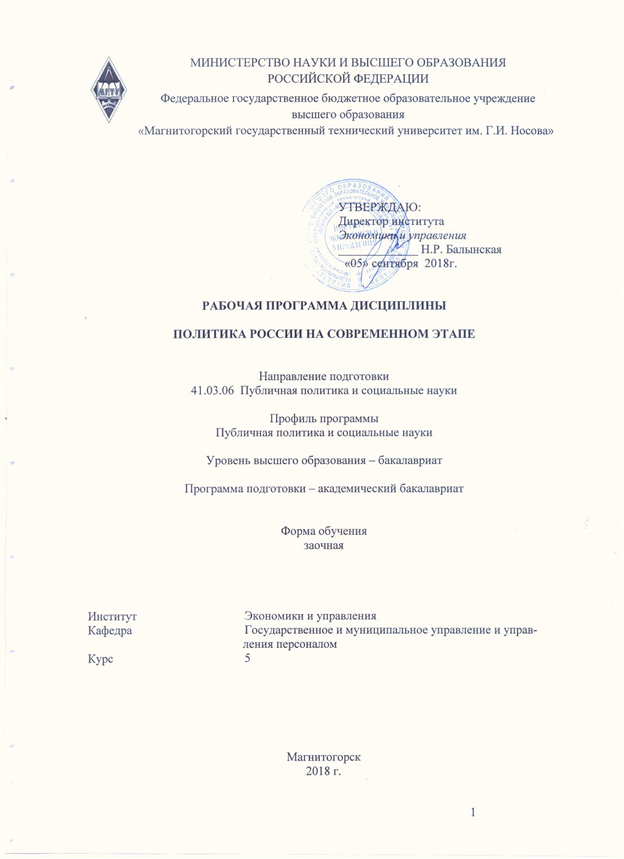 МИНИСТЕРСТВО НАУКИ И ВЫСШЕГО ОБРАЗОВАНИЯ
РОССИЙСКОЙ ФЕДЕРАЦИИ
Федеральное государственное бюджетное образовательное учреждение
высшего образования
«Магнитогорский государственный технический университет им. Г.И. Носова»
УТВЕРЖДАЮ:
Директор института
Экономики и управления
Н.Р. Балынская
«05» сентября 2018г.
РАБОЧАЯ ПРОГРАММА ДИСЦИПЛИНЫ
ПОЛИТИКА РОССИИ НА СОВРЕМЕННОМ ЭТАПЕ
Направление подготовки
41.03.06 Публичная политика и социальные науки
Профиль программы
Публичная политика и социальные науки
Уровень высшего образования – бакалавриат
Программа подготовки – академический бакалавриат
Форма обучения
заочная
Институт Экономики и управления
Кафедра Государственное и муниципальное управление и управ-
ления персоналом
Курс 5
Магнитогорск
2018 г.
1